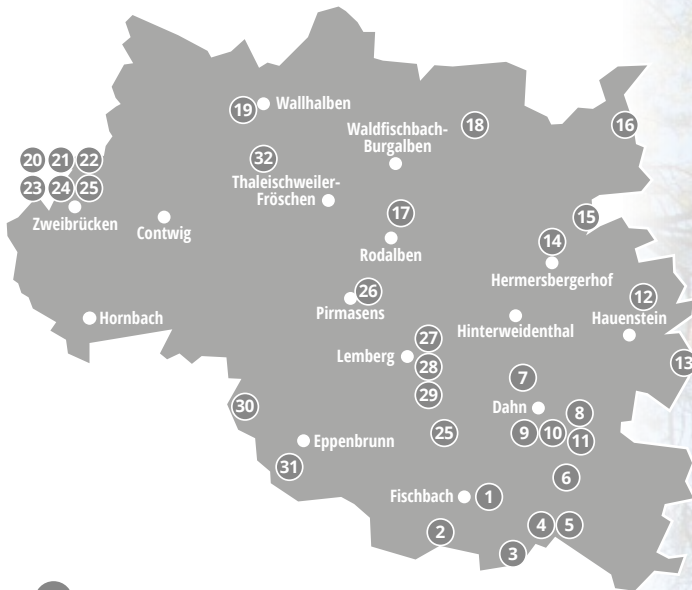 19
Wallhalben
Waldfischbach-
Burgalben
18
16
20 21 22
23 24 25
Zweibrücken
32
Thaleischweiler-
Fröschen
Contwig
17
Rodalben
15
14
Hermersbergerhof
26
Pirmasens
12
Hauenstein
Hornbach
Hinterweidenthal
27
Lemberg
28
29
13
7
30
Dahn
8
9 10 11
25
Eppenbrunn
31
6
Fischbach
1
2
4 5
3